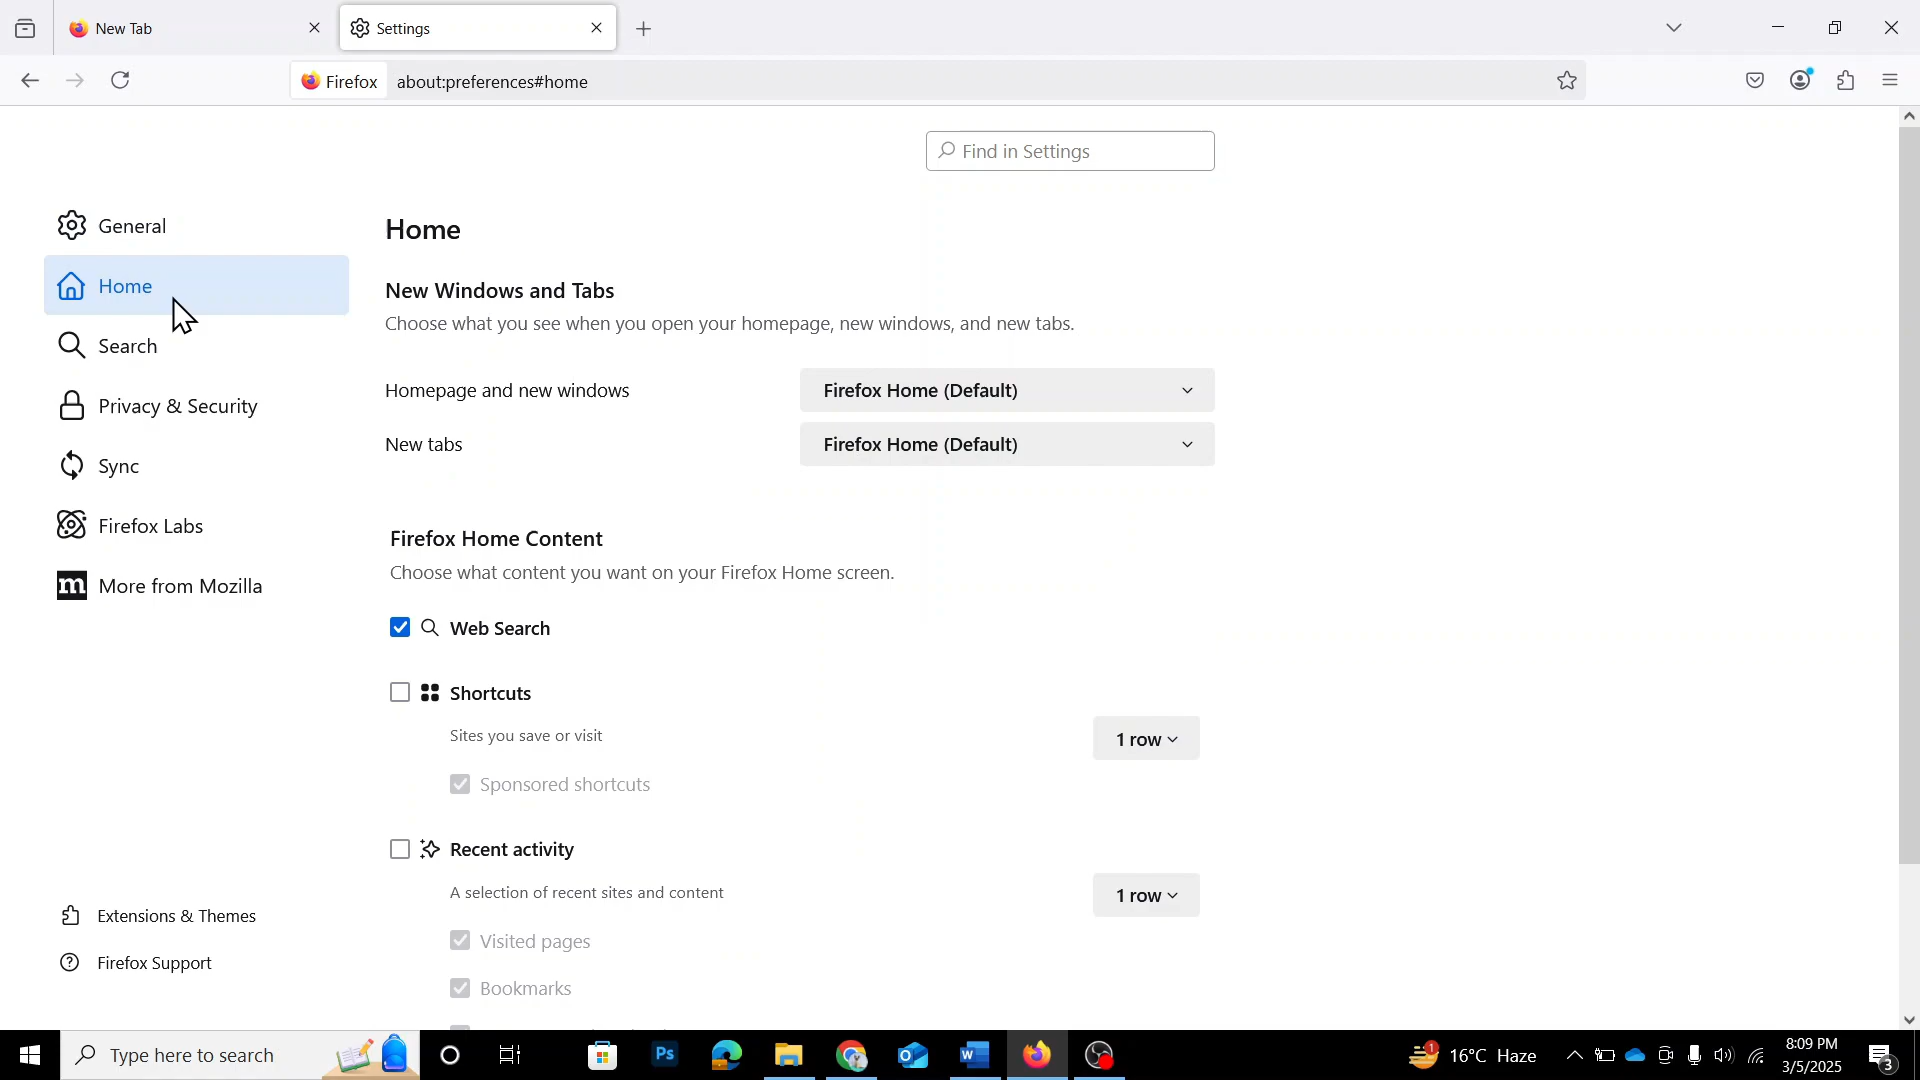 New Tab
Settings
Firefox
about:preferences#home
Find in Settings
General
Home
Search
Privacy & Security
Sync
Firefox Labs
More from Mozilla
Extensions & Themes
Firefox Support
Home
New Windows and Tabs
Choose what you see when you open your homepage, new windows, and new tabs.
Homepage and new windows
Firefox Home (Default)
New tabs
Firefox Home (Default)
Firefox Home Content
Choose what content you want on your Firefox Home screen.
Web Search
Shortcuts
Sites you save or visit
1 row
Sponsored shortcuts
Recent activity
A selection of recent sites and content
1 row
Visited pages
Bookmarks
Type here to search
Ps
1
16°C Haze
8:09 PM
3/5/2025
3